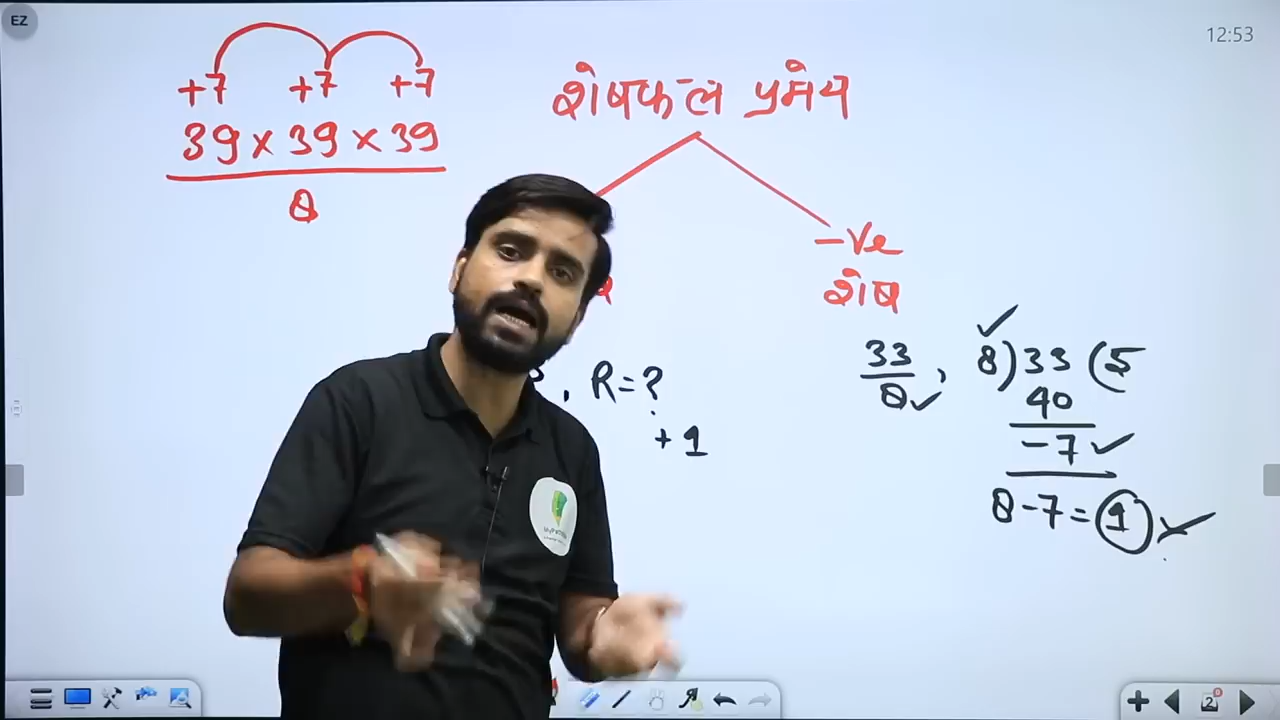 EZ
12:53
+7 +7 +7
39 × 39 × 39
8
शेषफल प्रमेय
-Ve
शेष
, R = ?
+ 1
33
8 ,
8 ) 33 ( 5
40
-7
8 - 7 = 1
2